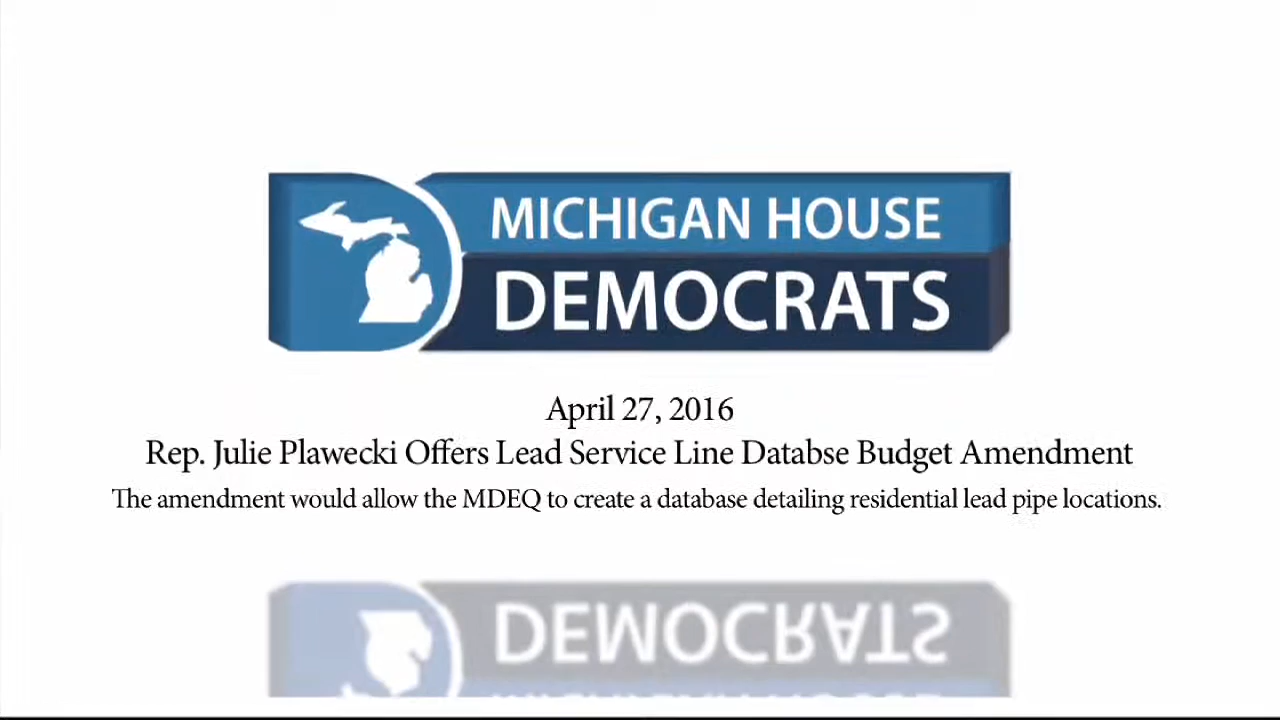 MICHIGAN HOUSE
DEMOCRATS
April 27, 2016
Rep. Julie Plawecki Offers Lead Service Line Databse Budget Amendment
The amendment would allow the MDEQ to create a database detailing residential lead pipe locations.
DEMOCRATS